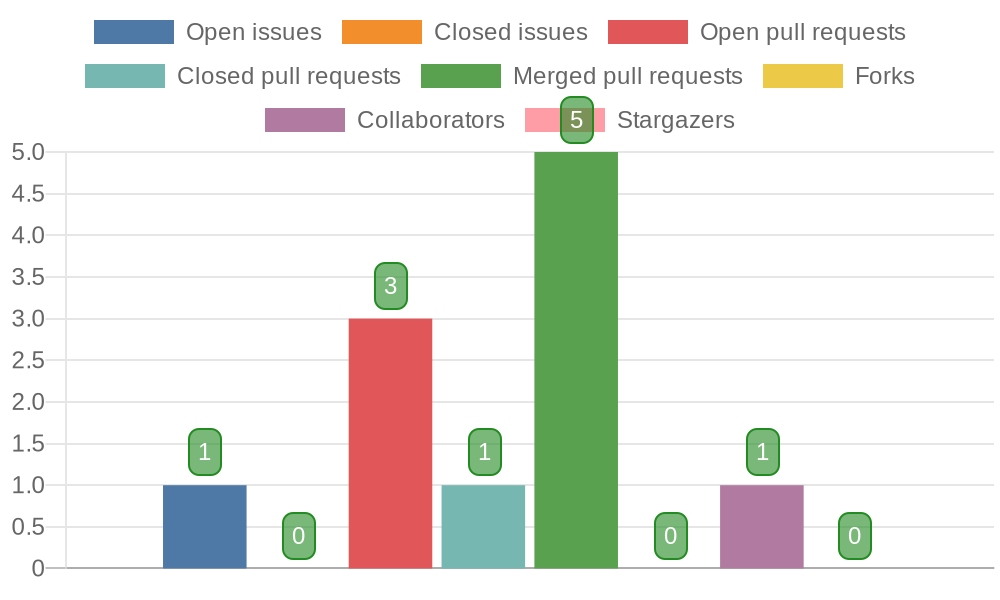 Open issues Closed issues Open pull requests
Closed pull requests Merged pull requests Forks
Collaborators Stargazers
5
5.0
4.5
4.0
3.5
3
3.0
2.5
2.0
1.5 1 1 1
1.0
0.5 0 0 0
0